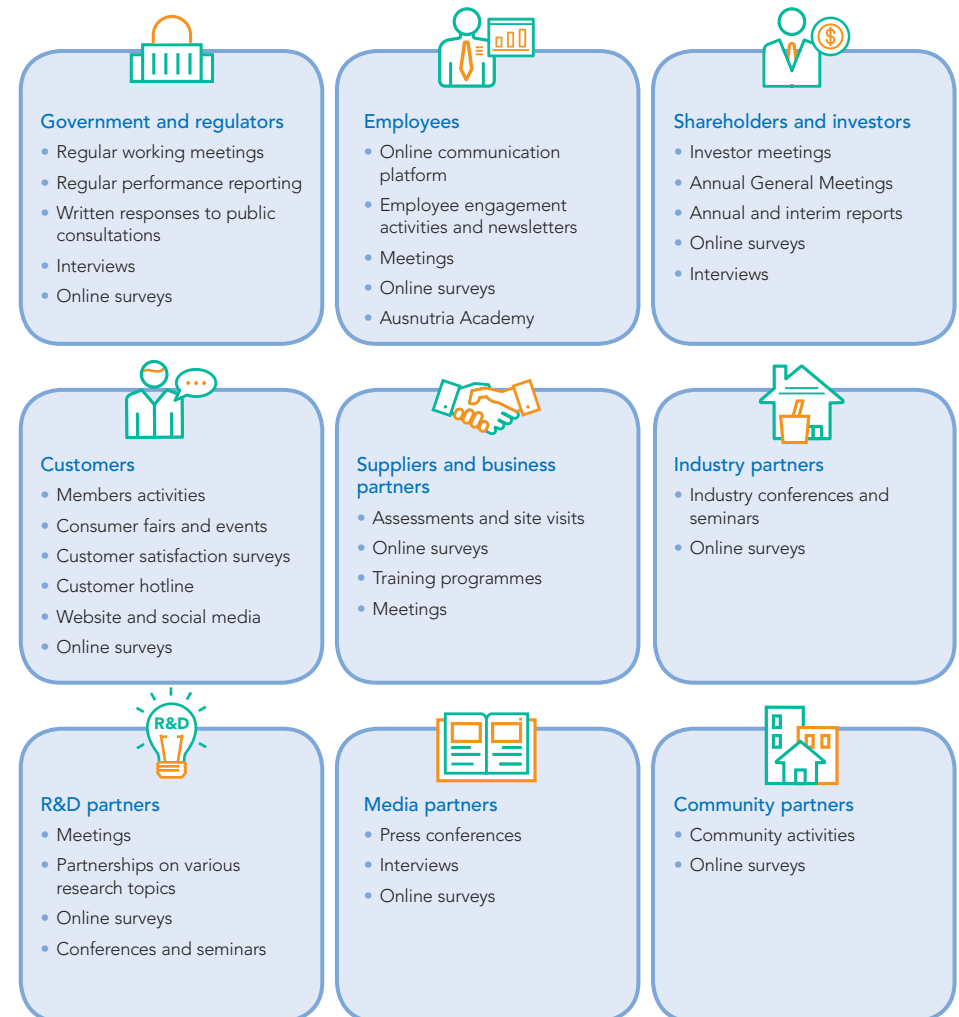 $
Government and regulators
• Regular working meetings
• Regular performance reporting
• Written responses to public
consultations
• Interviews
• Online surveys
Employees
• Online communication
platform
• Employee engagement
activities and newsletters
• Meetings
• Online surveys
• Ausnutria Academy
Shareholders and investors
• Investor meetings
• Annual General Meetings
• Annual and interim reports
• Online surveys
• Interviews
Customers
• Members activities
• Consumer fairs and events
• Customer satisfaction surveys
• Customer hotline
• Website and social media
• Online surveys
Suppliers and business
partners
• Assessments and site visits
• Online surveys
• Training programmes
• Meetings
Industry partners
• Industry conferences and
seminars
• Online surveys
R&D
R&D partners
• Meetings
• Partnerships on various
research topics
• Online surveys
• Conferences and seminars
Media partners
• Press conferences
• Interviews
• Online surveys
Community partners
• Community activities
• Online surveys